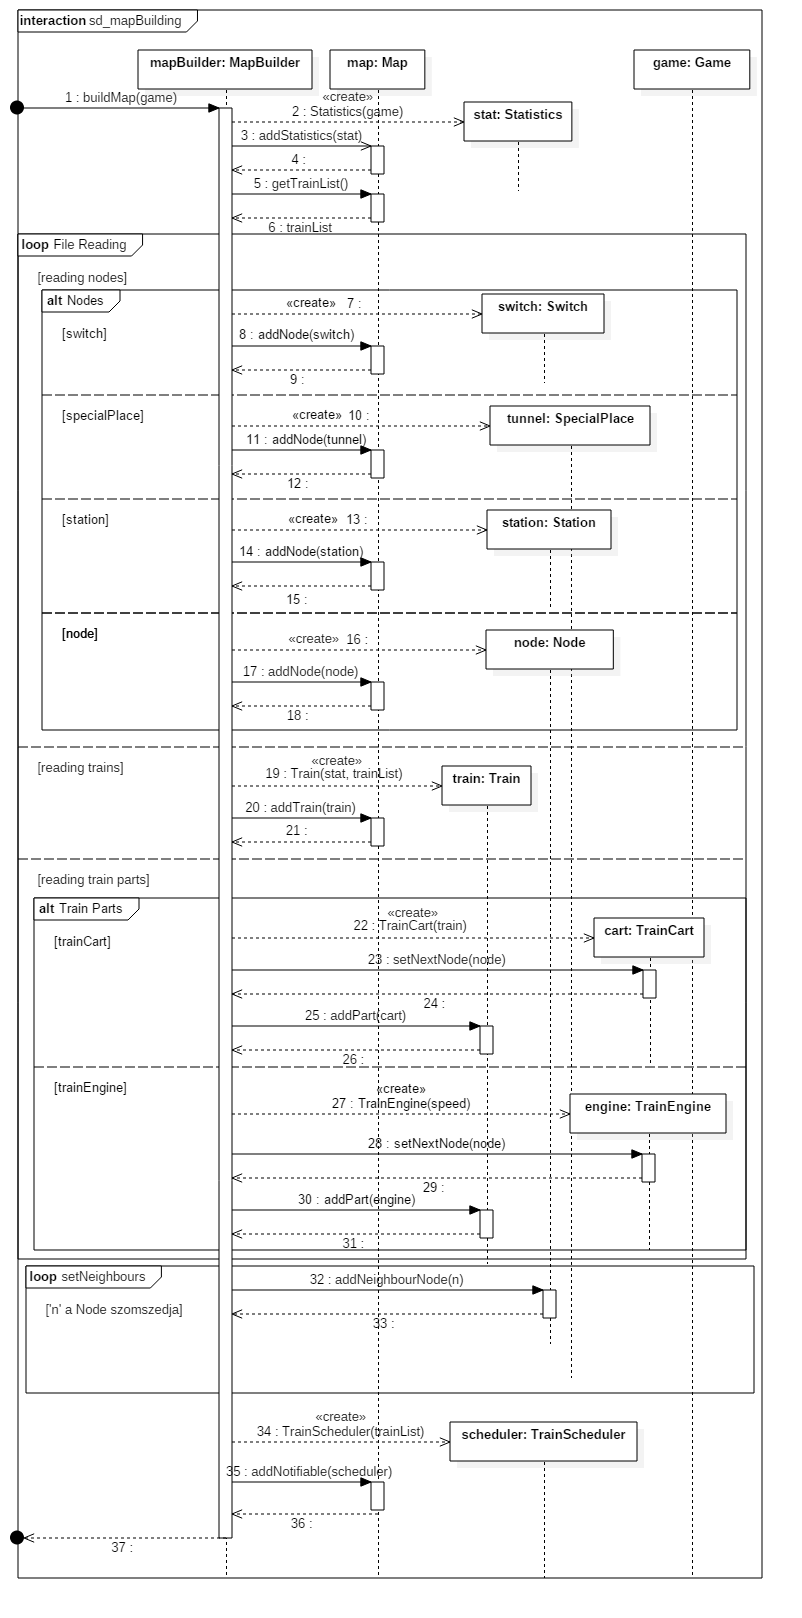 interaction sd_mapBuilding
mapBuilder: MapBuilder
map: Map
game: Game
1 : buildMap(game)
«create»
2 : Statistics(game)
stat: Statistics
3 : addStatistics(stat)
4 :
5 : getTrainList()
6 : trainList
loop File Reading
[reading nodes]
alt Nodes
«create» 7 :
switch: Switch
[switch]
8 : addNode(switch)
9 :
[specialPlace]
«create» 10 :
tunnel: SpecialPlace
11 : addNode(tunnel)
12 :
[station]
«create» 13 :
station: Station
14 : addNode(station)
15 :
[node]
«create» 16 :
node: Node
17 : addNode(node)
18 :
[reading trains]
«create»
19 : Train(stat, trainList)
train: Train
20 : addTrain(train)
21 :
[reading train parts]
alt Train Parts
«create»
22 : TrainCart(train)
cart: TrainCart
[trainCart]
23 : setNextNode(node)
24 :
25 : addPart(cart)
26 :
[trainEngine]
«create»
27 : TrainEngine(speed)
engine: TrainEngine
28 : setNextNode(node)
29 :
30 : addPart(engine)
31 :
loop setNeighbours
32 : addNeighbourNode(n)
['n' a Node szomszedja]
33 :
«create»
34 : TrainScheduler(trainList)
scheduler: TrainScheduler
35 : addNotifiable(scheduler)
36 :
37 :